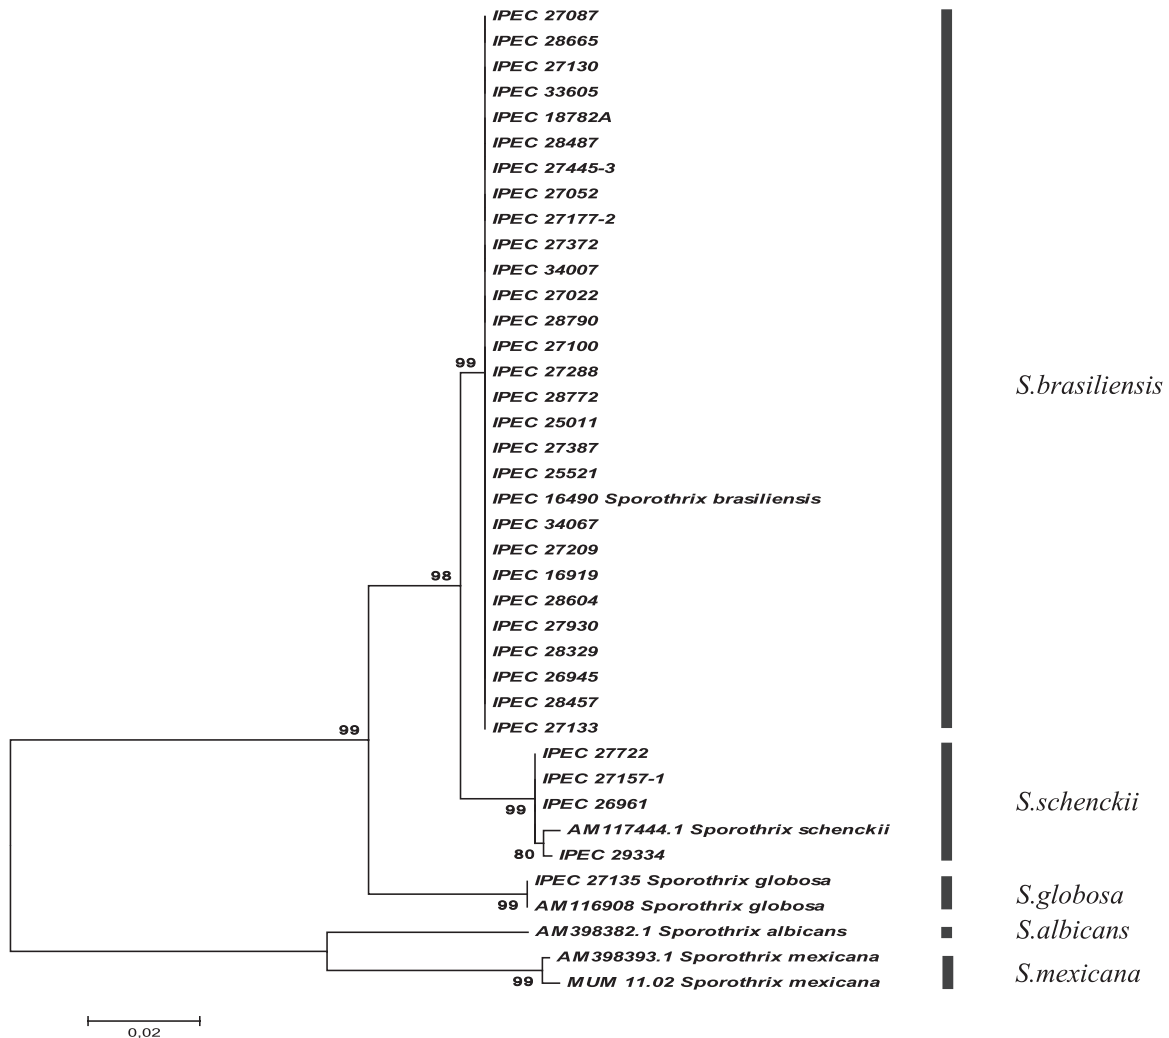 IPEC 27087
IPEC 28665
IPEC 27130
IPEC 33605
IPEC 18782A
IPEC 28487
IPEC 27445-3
IPEC 27052
IPEC 27177-2
IPEC 27372
IPEC 34007
IPEC 27022
IPEC 28790
IPEC 27100
99
IPEC 27288
S.brasiliensis
IPEC 28772
IPEC 25011
IPEC 27387
IPEC 25521
IPEC 16490 Sporothrix brasiliensis
IPEC 34067
IPEC 27209
98
IPEC 16919
IPEC 28604
IPEC 27930
IPEC 28329
IPEC 26945
IPEC 28457
99
IPEC 27133
IPEC 27722
IPEC 27157-1
99
IPEC 26961
S.schenckii
AM117444.1 Sporothrix schenckii
80
IPEC 29334
IPEC 27135 Sporothrix globosa
S.globosa
99
AM116908 Sporothrix globosa
AM398382.1 Sporothrix albicans
S.albicans
AM398393.1 Sporothrix mexicana
S.mexicana
99
MUM 11.02 Sporothrix mexicana
0,02